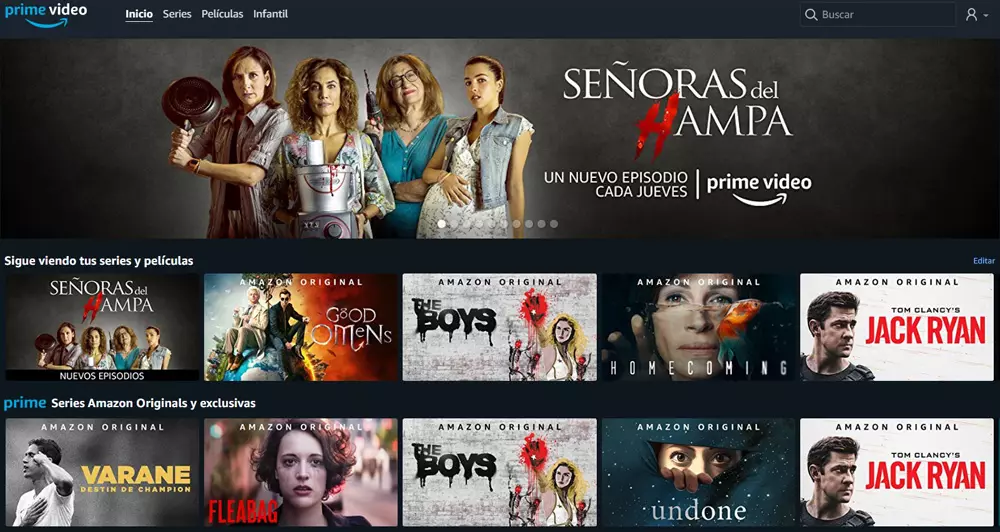 prime video
Inicio Series Películas Infantil
Buscar
SEÑORAS del
HAMPA
UN NUEVO EPISODIO
CADA JUEVES
prime video
Sigue viendo tus series y películas
Editar
SEÑORAS del
HAMPA
NUEVOS EPISODIOS
AMAZON ORIGINAL
GOOD
OMENS
AMAZON ORIGINAL
THE
BOYS
AMAZON ORIGINAL
HOMECOMING
AMAZON ORIGINAL
TOM CLANCY'S
JACK RYAN
prime Series Amazon Originals y exclusivas
AMAZON ORIGINAL
VARANE
DESTIN DE CHAMPION
AMAZON ORIGINAL
FLEABAG
AMAZON ORIGINAL
THE
BOYS
AMAZON ORIGINAL
undone
AMAZON ORIGINAL
TOM CLANCY'S
JACK RYAN